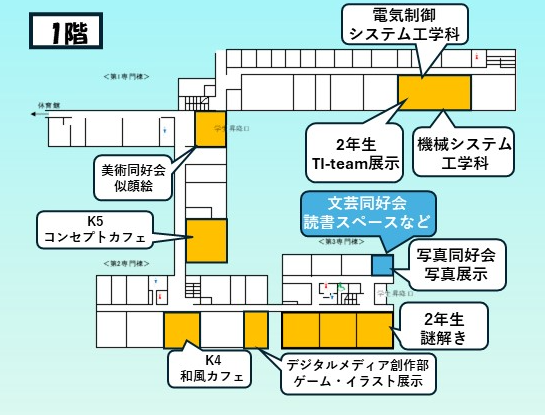 1階
電気制御
システム工学科
<第1専門棟>
体育館
学生昇降口
2年生
TI-team展示
機械システム
工学科
美術同好会
似顔絵
文芸同好会
読書スペースなど
K5
コンセプトカフェ
<第3専門棟>
写真同好会
写真展示
<第2専門棟>
学生昇降口
2年生
謎解き
K4
和風カフェ
デジタルメディア創作部
ゲーム・イラスト展示